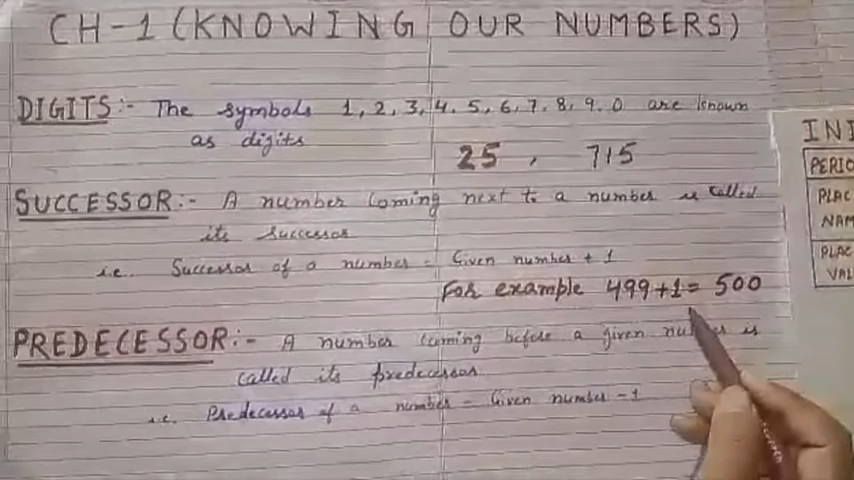 CH-1 (KNOWING OUR NUMBERS)
DIGITS:- The symbols 1, 2, 3, 4, 5, 6, 7, 8, 9, 0 are known
as digits
25 , 715
SUCCESSOR:- A number coming next to a number is called
its successor
i.e. Successor of a number = Given number + 1
For example 499+1= 500
PREDECESSOR:- A number coming before a given number is
called its predecessor
i.e. Predecessor of a number = Given number -1
IND
PERIO
PLAC
NAM
PLAC
VAL